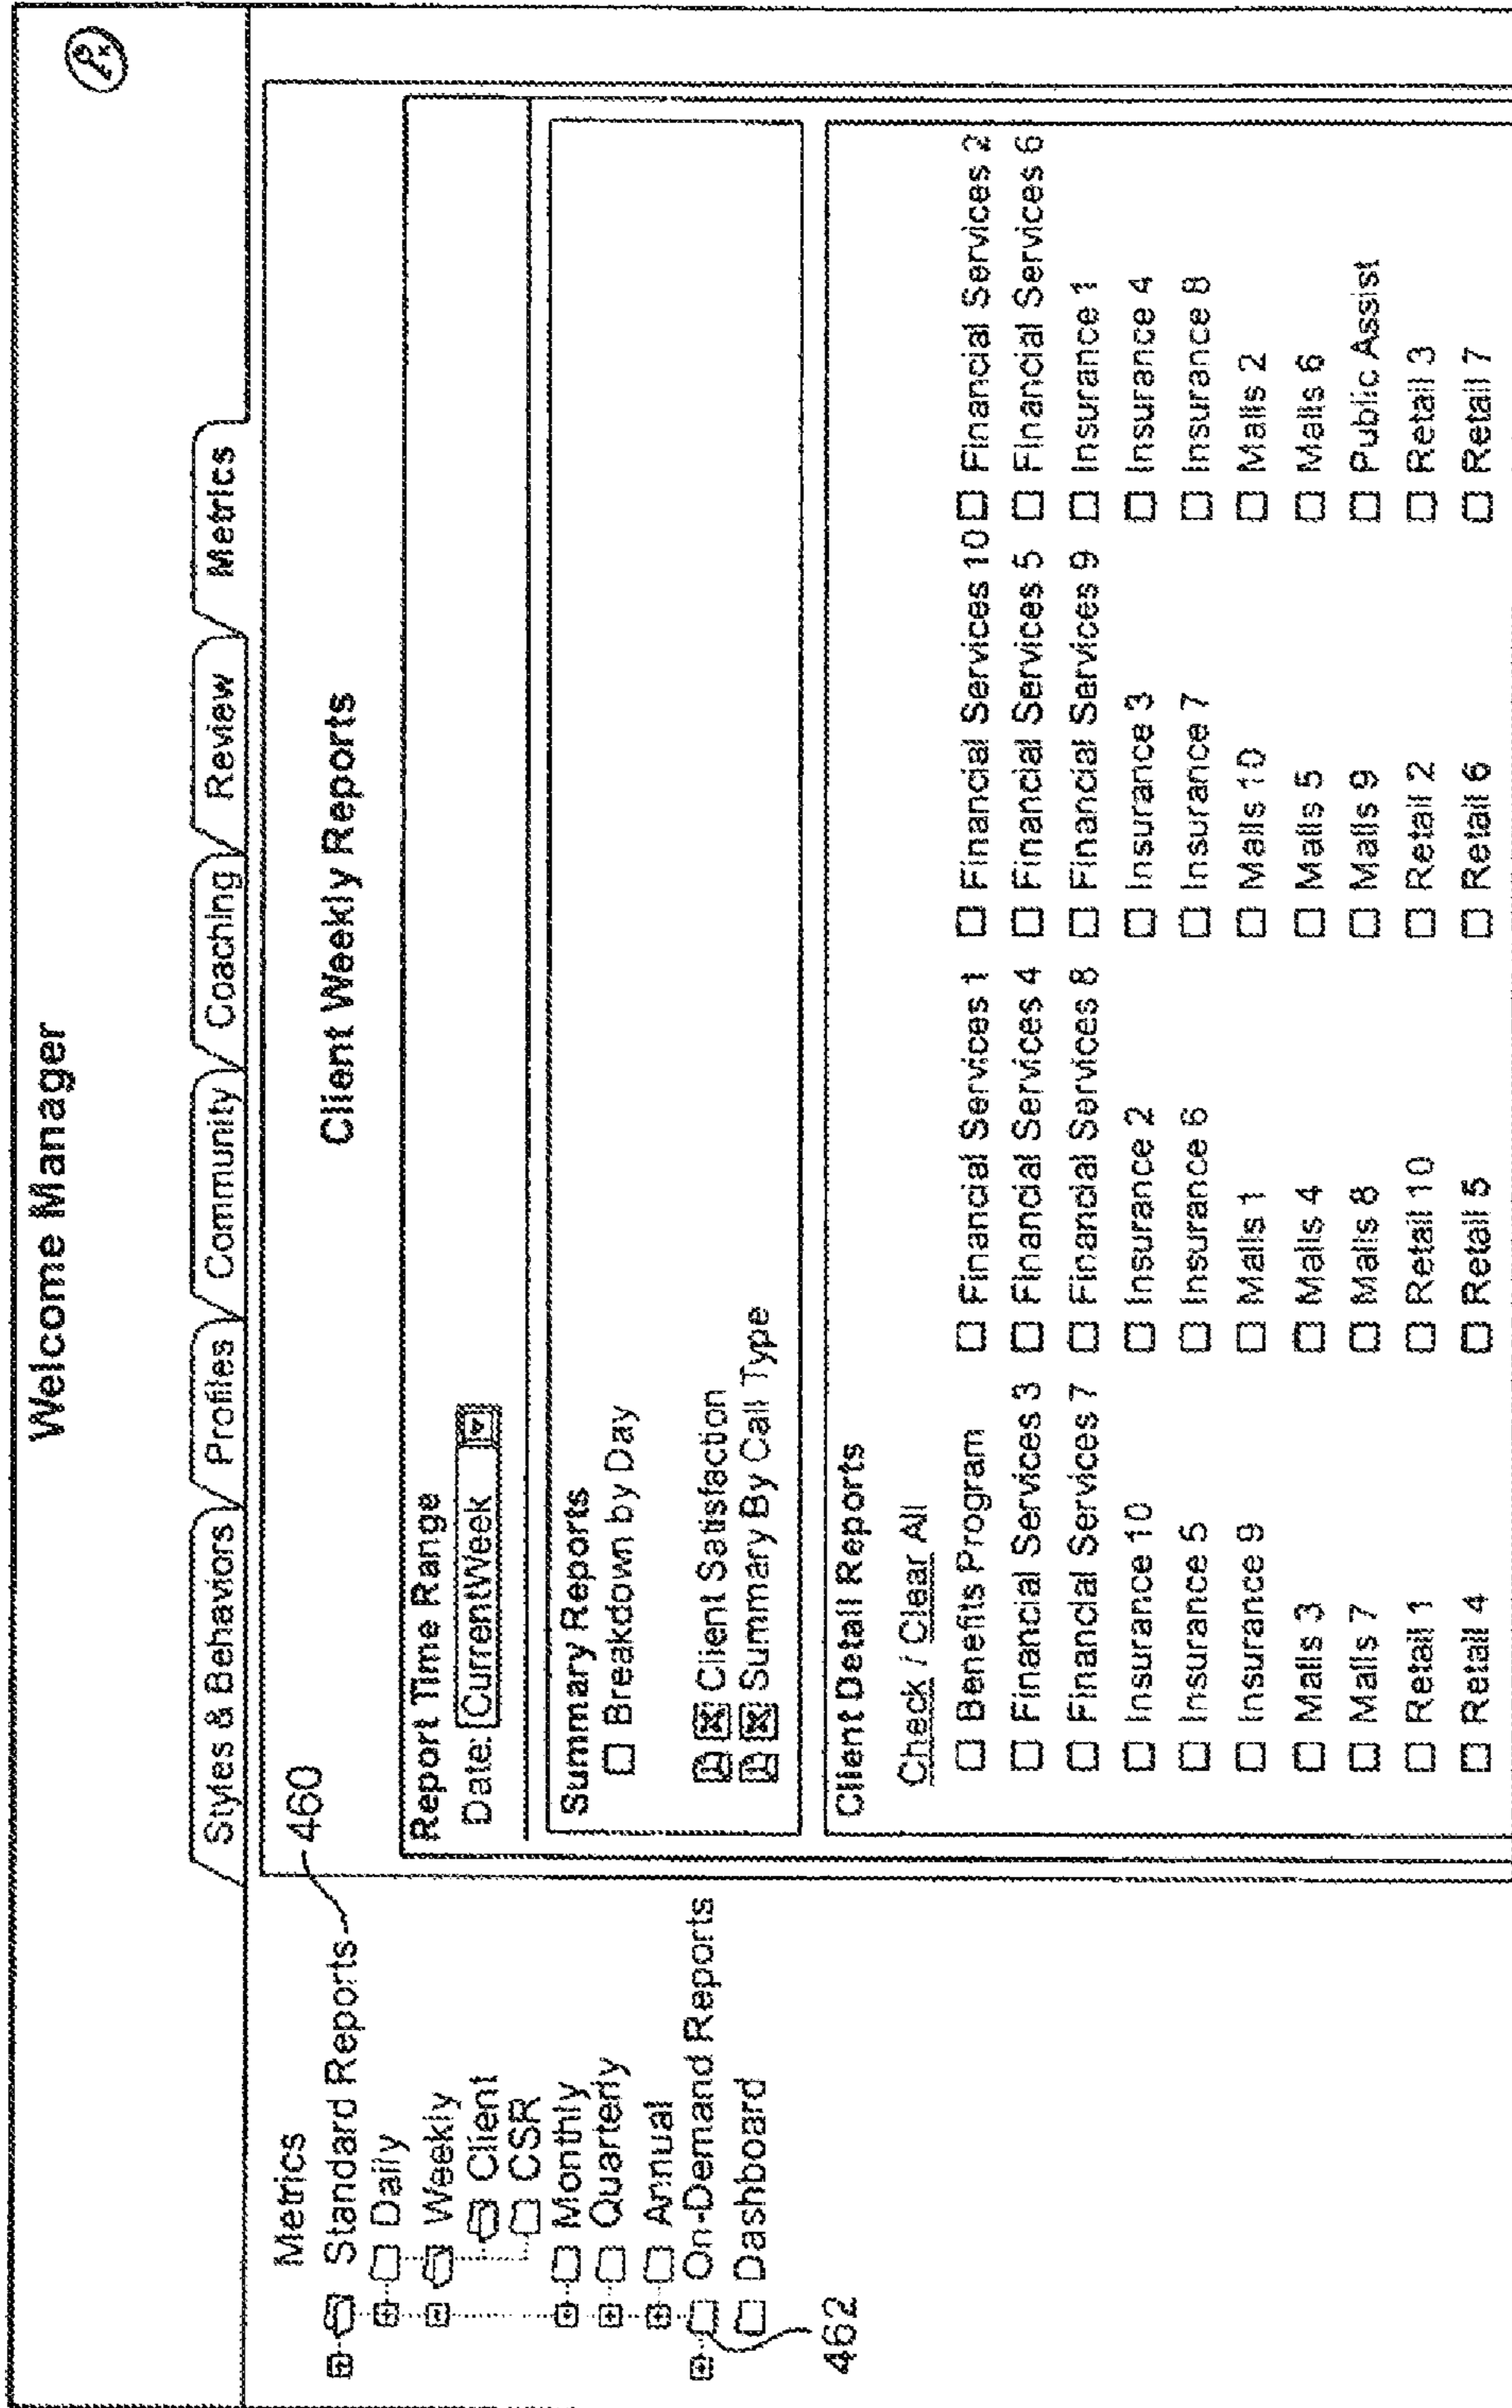 Welcome Manager
Styles & Behaviors Profiles Community Coaching Review Metrics
Metrics
Standard Reports 460
Daily
Weekly
Client
CSR
Monthly
Quarterly
Annual
On-Demand Reports
Dashboard
462
Client Weekly Reports
Report Time Range
Date: CurrentWeek
Summary Reports
Breakdown by Day
Client Satisfaction
Summary By Call Type
Client Detail Reports
Check / Clear All
Benefits Program Financial Services 1 Financial Services 10 Financial Services 2
Financial Services 3 Financial Services 4 Financial Services 5 Financial Services 6
Financial Services 7 Financial Services 8 Financial Services 9 Insurance 1
Insurance 10 Insurance 2 Insurance 3 Insurance 4
Insurance 5 Insurance 6 Insurance 7 Insurance 8
Insurance 9 Malls 1 Malls 10 Malls 2
Malls 3 Malls 4 Malls 5 Malls 6
Malls 7 Malls 8 Malls 9 Public Assist
Retail 1 Retail 10 Retail 2 Retail 3
Retail 4 Retail 5 Retail 6 Retail 7